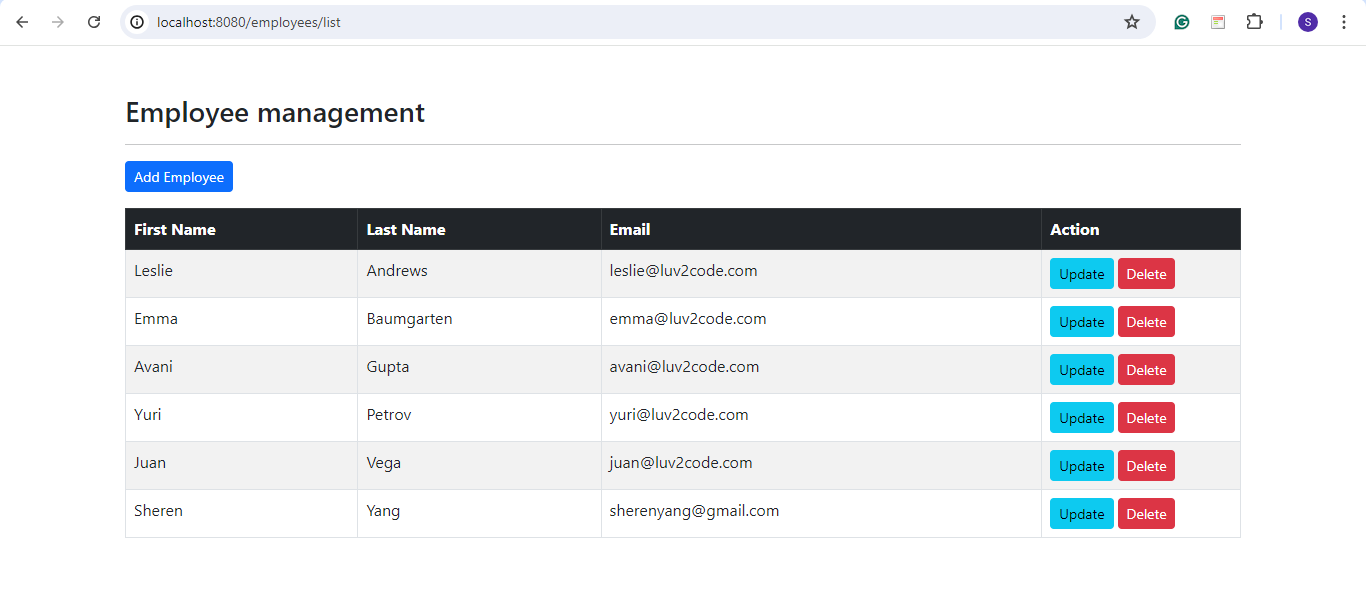 localhost:8080/employees/list
S
Employee management
Add Employee
First Name Last Name Email Action
Leslie Andrews leslie@luv2code.com Update Delete
Emma Baumgarten emma@luv2code.com Update Delete
Avani Gupta avani@luv2code.com Update Delete
Yuri Petrov yuri@luv2code.com Update Delete
Juan Vega juan@luv2code.com Update Delete
Sheren Yang sherenyang@gmail.com Update Delete